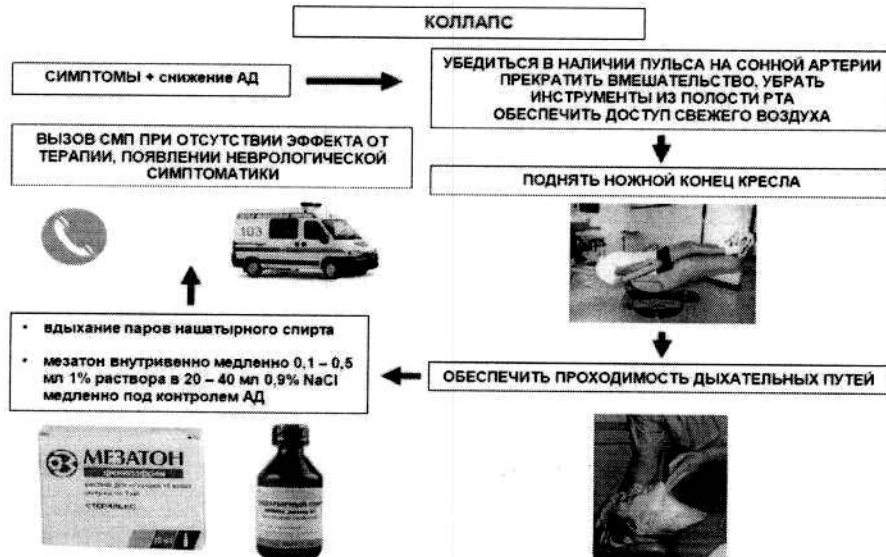 КОЛЛАПС
СИМПТОМЫ + снижение АД
УБЕДИТЬСЯ В НАЛИЧИИ ПУЛЬСА НА СОННОЙ АРТЕРИИ
ПРЕКРАТИТЬ ВМЕШАТЕЛЬСТВО, УБРАТЬ
ИНСТРУМЕНТЫ ИЗ ПОЛОСТИ РТА
ОБЕСПЕЧИТЬ ДОСТУП СВЕЖЕГО ВОЗДУХА
ПОДНЯТЬ НОЖНОЙ КОНЕЦ КРЕСЛА
ОБЕСПЕЧИТЬ ПРОХОДИМОСТЬ ДЫХАТЕЛЬНЫХ ПУТЕЙ
• вдыхание паров нашатырного спирта
• мезатон внутривенно медленно 0,1 – 0,5
мл 1% раствора в 20 – 40 мл 0,9% NaCl
медленно под контролем АД
МЕЗАТОН
СТЕРИЛЬНО
ВЫЗОВ СМП ПРИ ОТСУТСТВИИ ЭФФЕКТА ОТ
ТЕРАПИИ, ПОЯВЛЕНИИ НЕВРОЛОГИЧЕСКОЙ
СИМПТОМАТИКИ
103